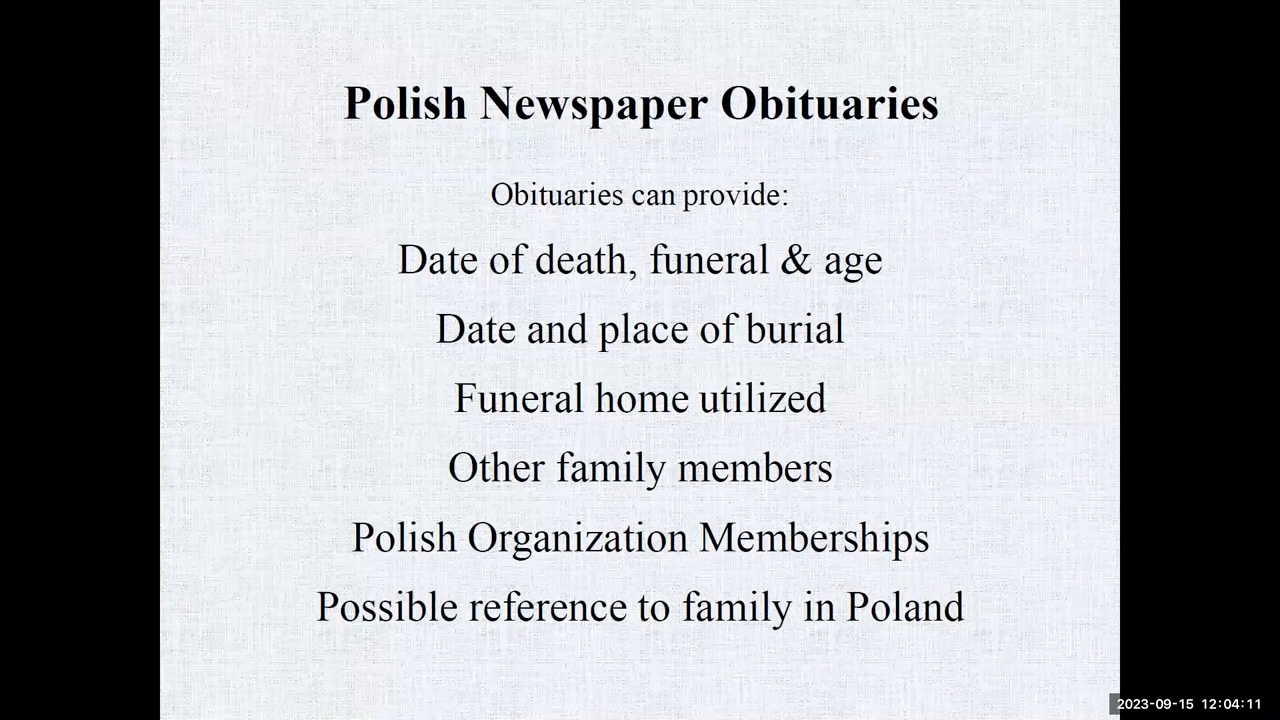 Polish Newspaper Obituaries
Obituaries can provide:
Date of death, funeral & age
Date and place of burial
Funeral home utilized
Other family members
Polish Organization Memberships
Possible reference to family in Poland
2023-09-15 12:04:11